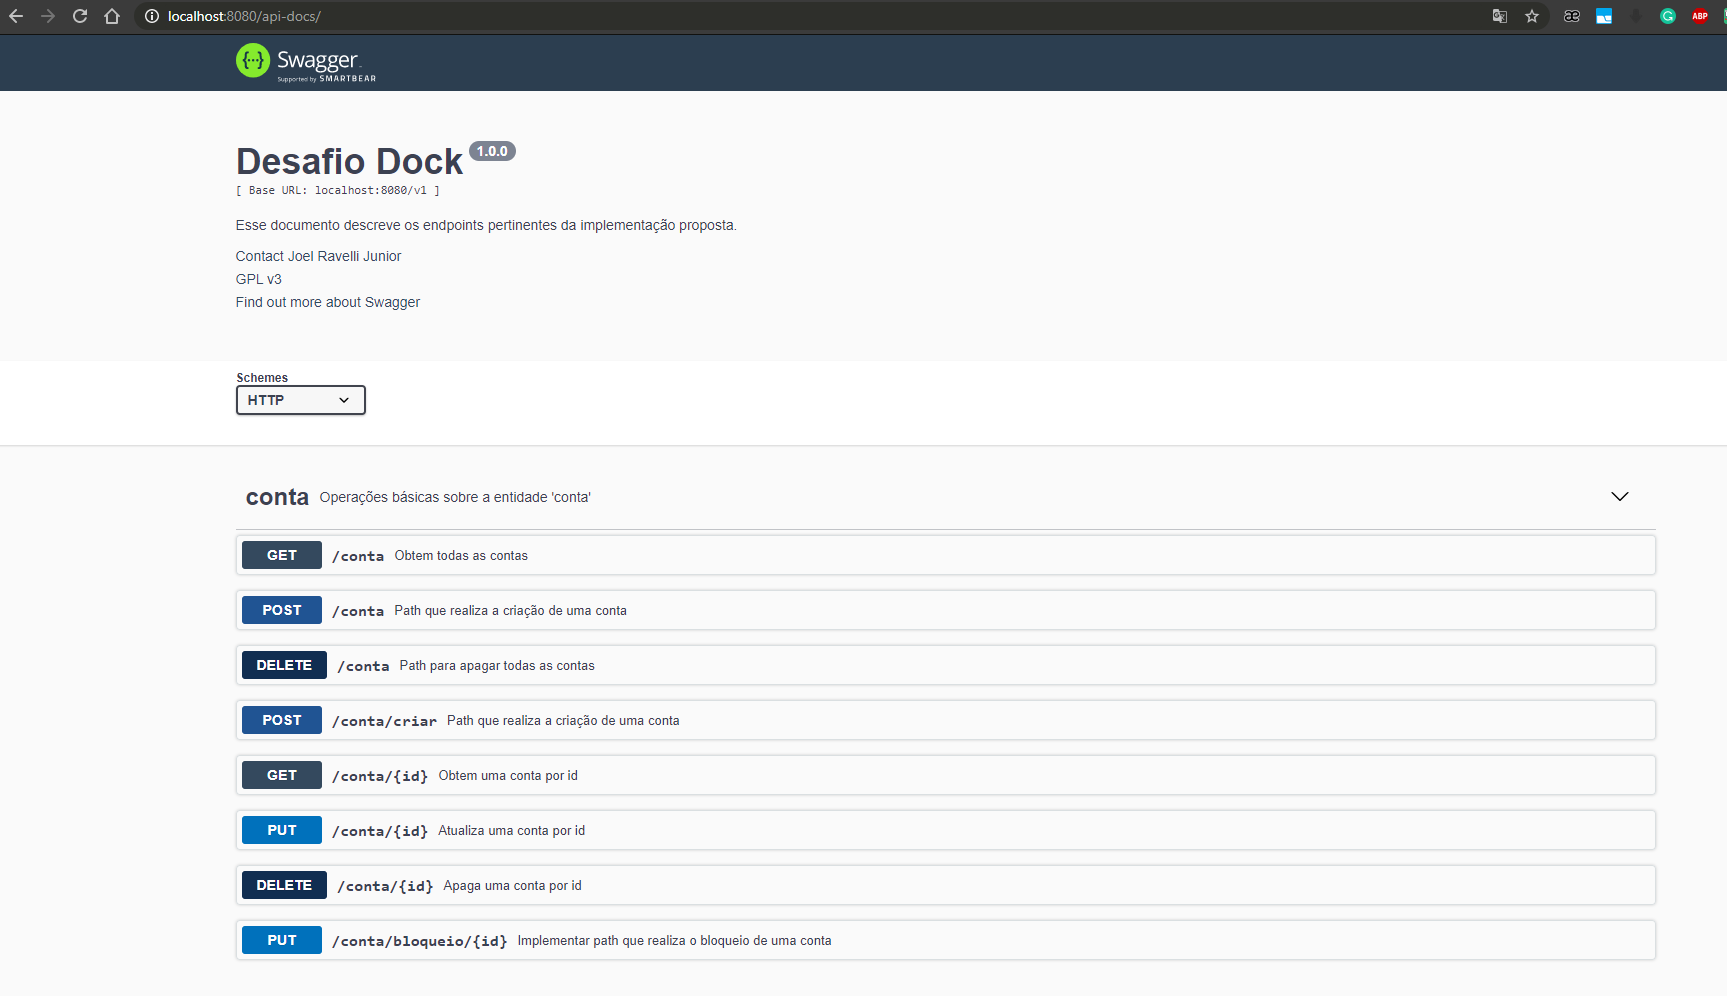 localhost:8080/api-docs/
ABP
{···} Swagger.
Supported by SMARTBEAR
Desafio Dock 1.0.0
[ Base URL: localhost:8080/v1 ]
Esse documento descreve os endpoints pertinentes da implementação proposta.
Contact Joel Ravelli Junior
GPL v3
Find out more about Swagger
Schemes
HTTP
conta Operações básicas sobre a entidade 'conta'
GET /conta Obtem todas as contas
POST /conta Path que realiza a criação de uma conta
DELETE /conta Path para apagar todas as contas
POST /conta/criar Path que realiza a criação de uma conta
GET /conta/{id} Obtem uma conta por id
PUT /conta/{id} Atualiza uma conta por id
DELETE /conta/{id} Apaga uma conta por id
PUT /conta/bloqueio/{id} Implementar path que realiza o bloqueio de uma conta